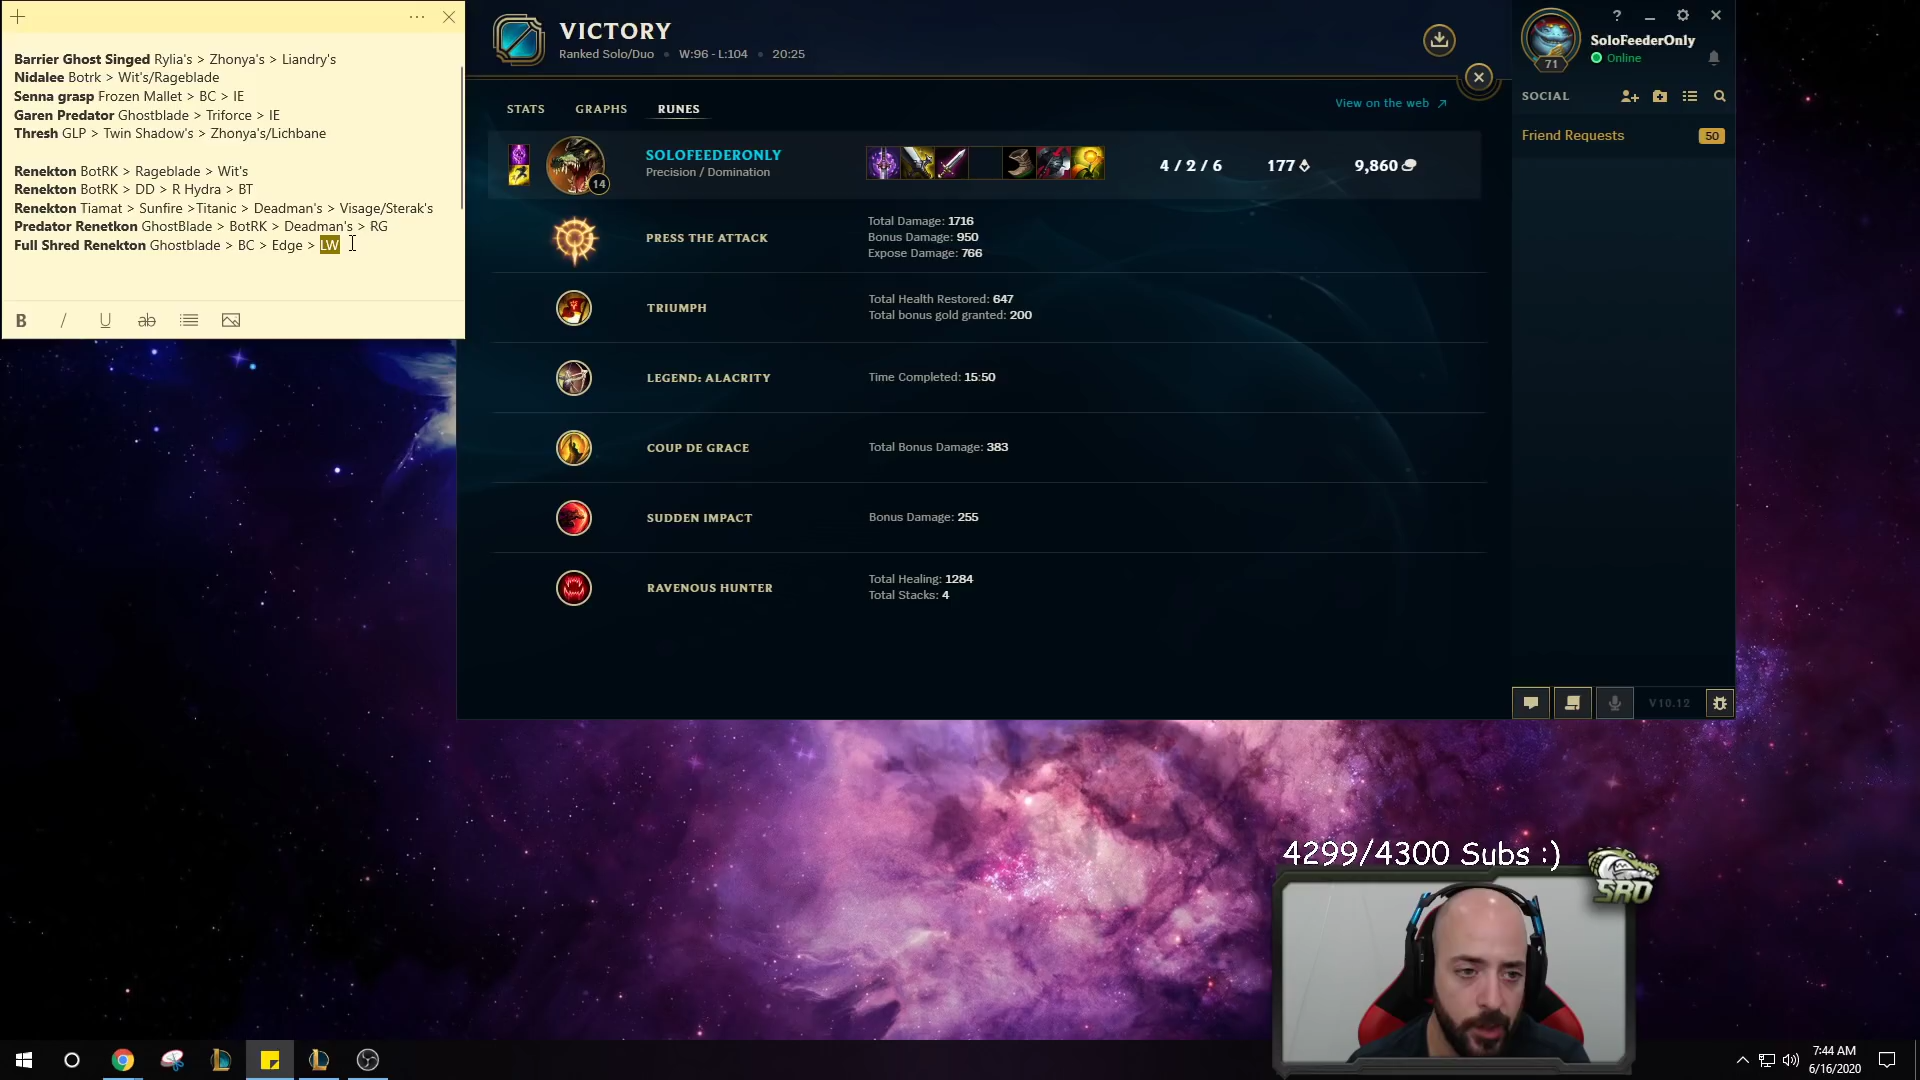 Barrier Ghost Singed Rylia's > Zhonya's > Liandry's
Nidalee Botrk > Wit's/Rageblade
Senna grasp Frozen Mallet > BC > IE
Garen Predator Ghostblade > Triforce > IE
Thresh GLP > Twin Shadow's > Zhonya's/Lichbane
Renekton BotRK > Rageblade > Wit's
Renekton BotRK > DD > R Hydra > BT
Renekton Tiamat > Sunfire >Titanic > Deadman's > Visage/Sterak's
Predator Renetkon GhostBlade > BotRK > Deadman's > RG
Full Shred Renekton Ghostblade > BC > Edge > LW
B / U ab
VICTORY
Ranked Solo/Duo • W:96 - L:104 • 20:25
STATS GRAPHS RUNES
View on the web
14
SOLOFEEDERONLY
Precision / Domination
4 / 2 / 6 177 9,860
PRESS THE ATTACK
Total Damage: 1716
Bonus Damage: 950
Expose Damage: 766
TRIUMPH
Total Health Restored: 647
Total bonus gold granted: 200
LEGEND: ALACRITY
Time Completed: 15:50
COUP DE GRACE
Total Bonus Damage: 383
SUDDEN IMPACT
Bonus Damage: 255
RAVENOUS HUNTER
Total Healing: 1284
Total Stacks: 4
?
71
SoloFeederOnly
Online
SOCIAL
Friend Requests 50
V10.12
4299/4300 Subs :)
SRO
7:44 AM
6/16/2020